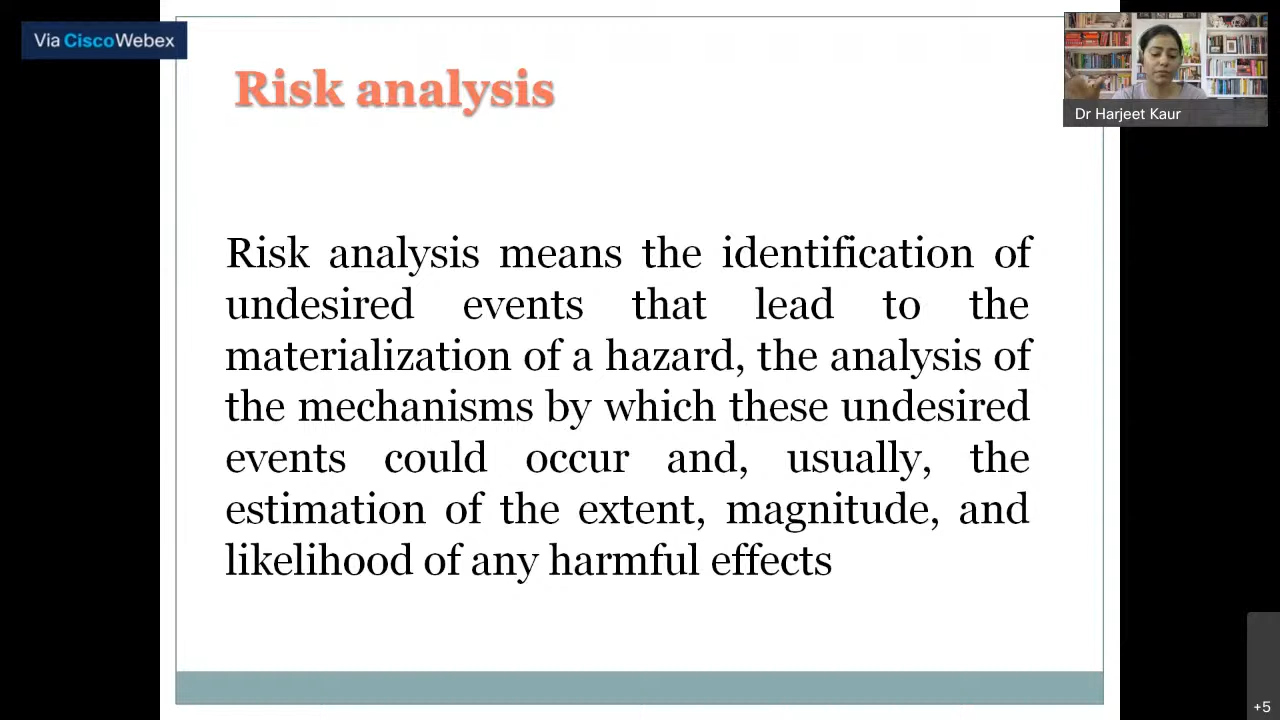 Via CiscoWebex
Risk analysis
Dr Harjeet Kaur
Risk analysis means the identification of
undesired events that lead to the
materialization of a hazard, the analysis of
the mechanisms by which these undesired
events could occur and, usually, the
estimation of the extent, magnitude, and
likelihood of any harmful effects
+5